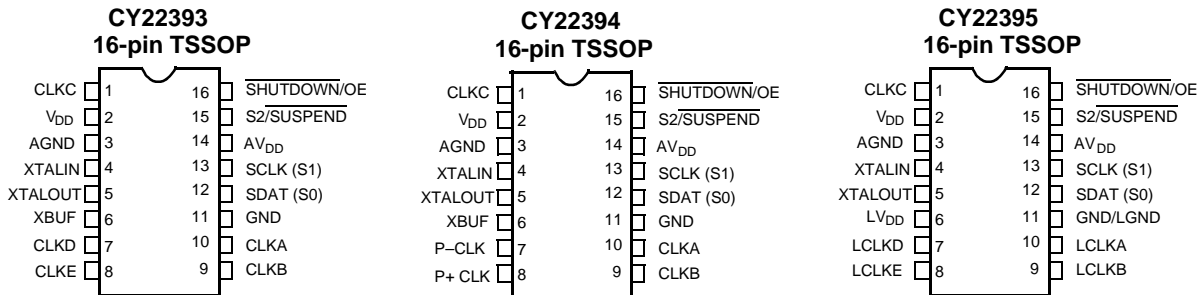 CY22393
16-pin TSSOP
CLKC 1 16 SHUTDOWN/OE
VDD 2 15 S2/SUSPEND
AGND 3 14 AVDD
XTALIN 4 13 SCLK (S1)
XTALOUT 5 12 SDAT (S0)
XBUF 6 11 GND
CLKD 7 10 CLKA
CLKE 8 9 CLKB
CY22394
16-pin TSSOP
CLKC 1 16 SHUTDOWN/OE
VDD 2 15 S2/SUSPEND
AGND 3 14 AVDD
XTALIN 4 13 SCLK (S1)
XTALOUT 5 12 SDAT (S0)
XBUF 6 11 GND
P–CLK 7 10 CLKA
P+ CLK 8 9 CLKB
CY22395
16-pin TSSOP
CLKC 1 16 SHUTDOWN/OE
VDD 2 15 S2/SUSPEND
AGND 3 14 AVDD
XTALIN 4 13 SCLK (S1)
XTALOUT 5 12 SDAT (S0)
LVDD 6 11 GND/LGND
LCLKD 7 10 LCLKA
LCLKE 8 9 LCLKB